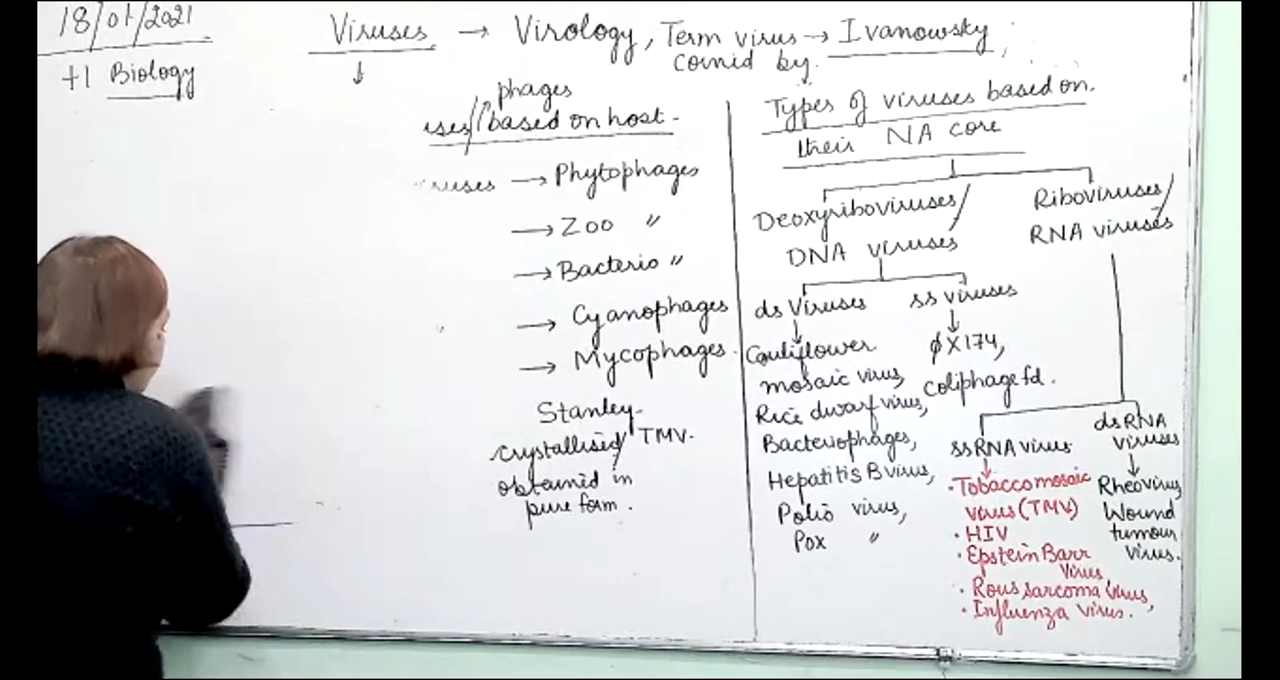 18/01/2021
+1 Biology
Viruses → Virology, Term virus → Ivanowsky
coinid by.
phages
uses/ based on host -
ruses → Phytophages
→ Zoo "
→ Bacterio "
→ Cyanophages
→ Mycophages
Stanley-
crystallised/ TMV.
obtained in
pure form.
Types of viruses based on.
their NA core
Deoxyriboviruses/
DNA viruses
Riboviruses/
RNA viruses
ds Viruses
Cauliflower
mosaic virus,
Rice dwarf virus,
Bacteriophages,
Hepatitis B virus,
Polio virus,
Pox "
ss viruses
φX174,
coliphage fd.
ssRNA virus
• Tobacco mosaic
virus (TMV)
• HIV
• Epstein Barr
Virus,
• Rous sarcoma virus,
• Influenza virus.
dsRNA
viruses
Rheovirus,
Wound
tumour
virus.